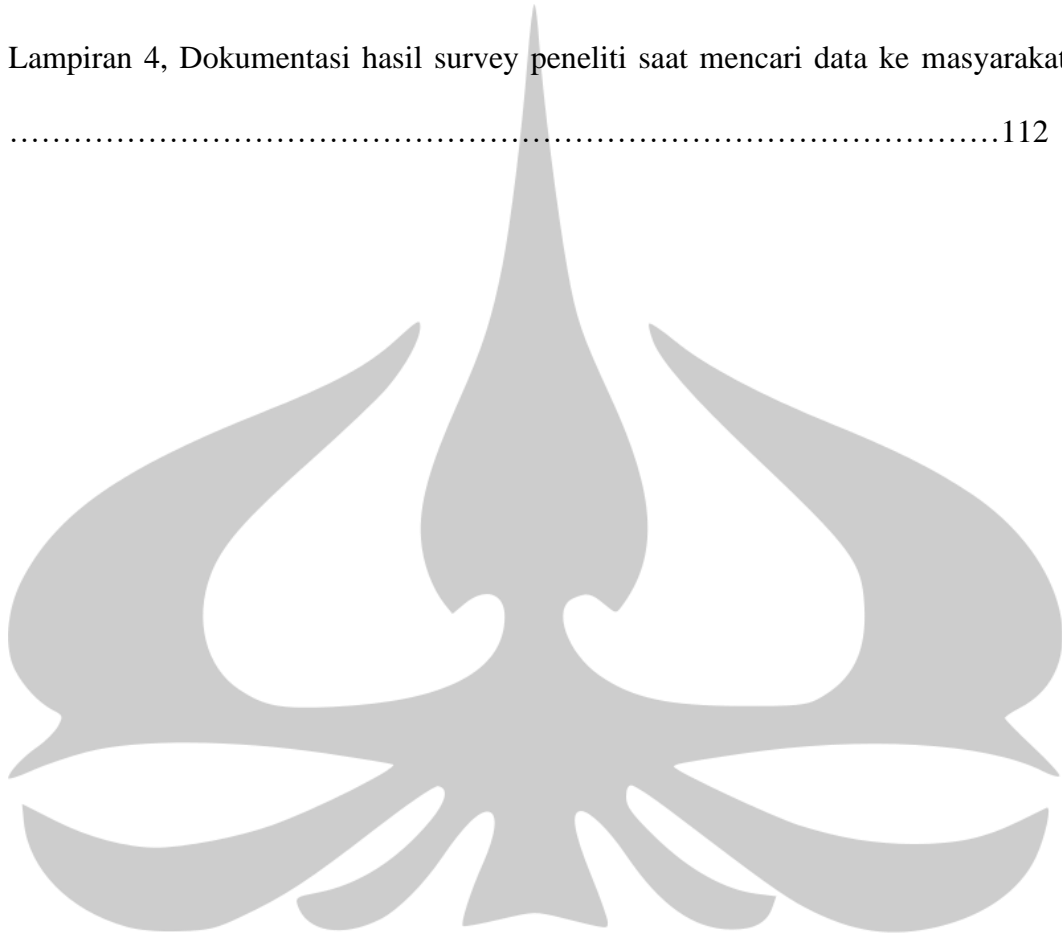 Lampiran 4, Dokumentasi hasil survey peneliti saat mencari data ke masyarakat
…………………………………………………………………………………112